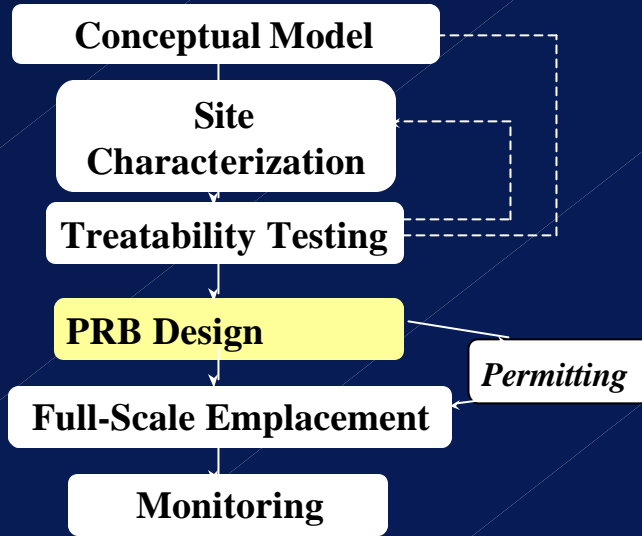 Conceptual Model
Site
Characterization
Treatability Testing
PRB Design
Permitting
Full-Scale Emplacement
Monitoring